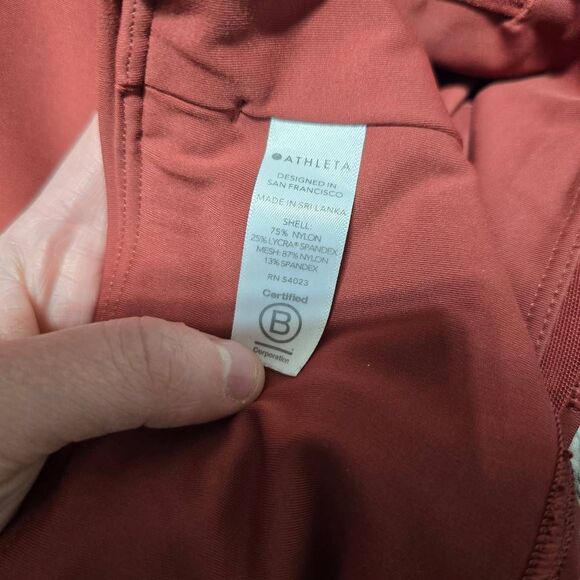 ATHLETA
DESIGNED IN
SAN FRANCISCO
MADE IN SRI LANKA
SHELL:
75% NYLON
25% LYCRA® SPANDEX
MESH: 87% NYLON
13% SPANDEX
RN 54023
Certified
B
Corporation